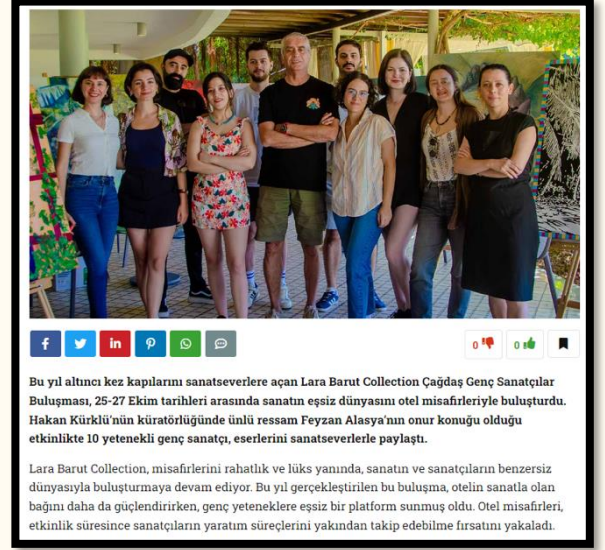 0
0
Bu yıl altıncı kez kapılarını sanatseverlere açan Lara Barut Collection Çağdaş Genç Sanatçılar
Buluşması, 25-27 Ekim tarihleri arasında sanatın eşsiz dünyasını otel misafirleriyle buluşturdu.
Hakan Kürklü'nün küratörlüğünde ünlü ressam Feyzan Alasya'nın onur konuğu olduğu
etkinlikte 10 yetenekli genç sanatçı, eserlerini sanatseverlerle paylaştı.
Lara Barut Collection, misafirlerini rahatlık ve lüks yanında, sanatın ve sanatçıların benzersiz
dünyasıyla buluşturmaya devam ediyor. Bu yıl gerçekleştirilen bu buluşma, otelin sanatla olan
bağını daha da güçlendirirken, genç yeteneklere eşsiz bir platform sunmuş oldu. Otel misafirleri,
etkinlik süresince sanatçıların yaratım süreçlerini yakından takip edebilme fırsatını yakaladı.